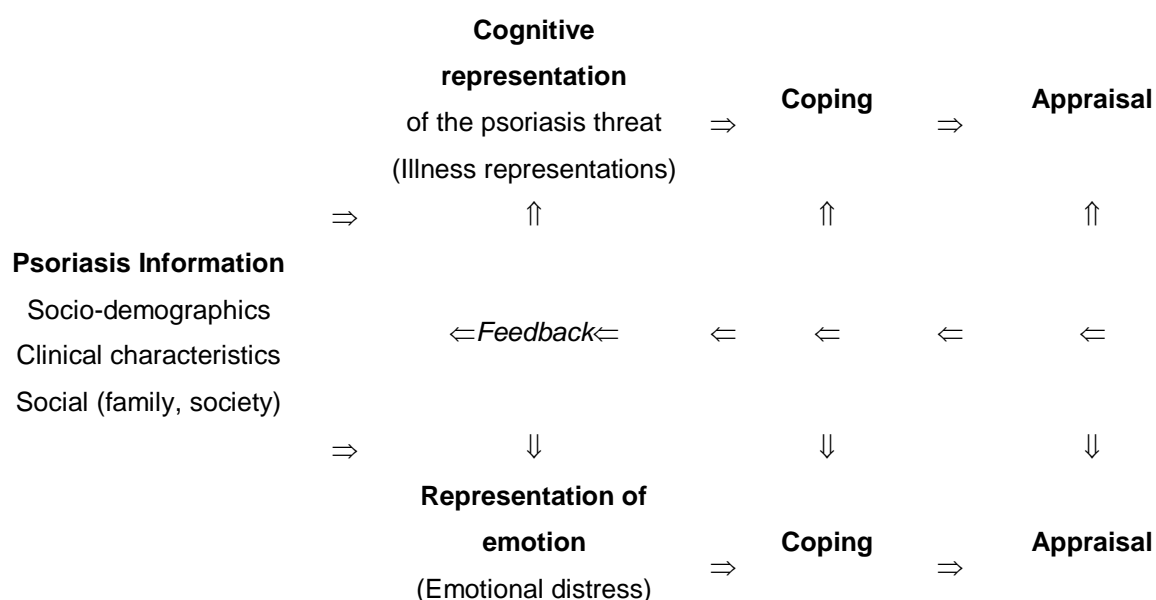 Cognitive
representation
of the psoriasis threat
(Illness representations)
⇒ Coping ⇒ Appraisal
⇒ ⇑ ⇑ ⇑
Psoriasis Information
Socio-demographics
Clinical characteristics
Social (family, society)
⇐Feedback⇐ ⇐ ⇐ ⇐ ⇐
⇒ ⇓ ⇓ ⇓
Representation of
emotion
(Emotional distress)
⇒ Coping ⇒ Appraisal